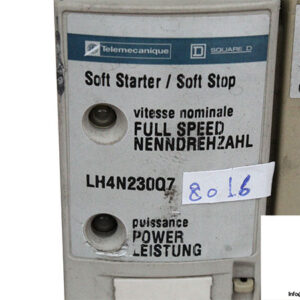 Telemecanique
SQUARE D
Soft Starter / Soft Stop
vitesse nominale
FULL SPEED
NENNDREHZAHL
LH4N230Q7
8016
puissance
POWER
LEISTUNG